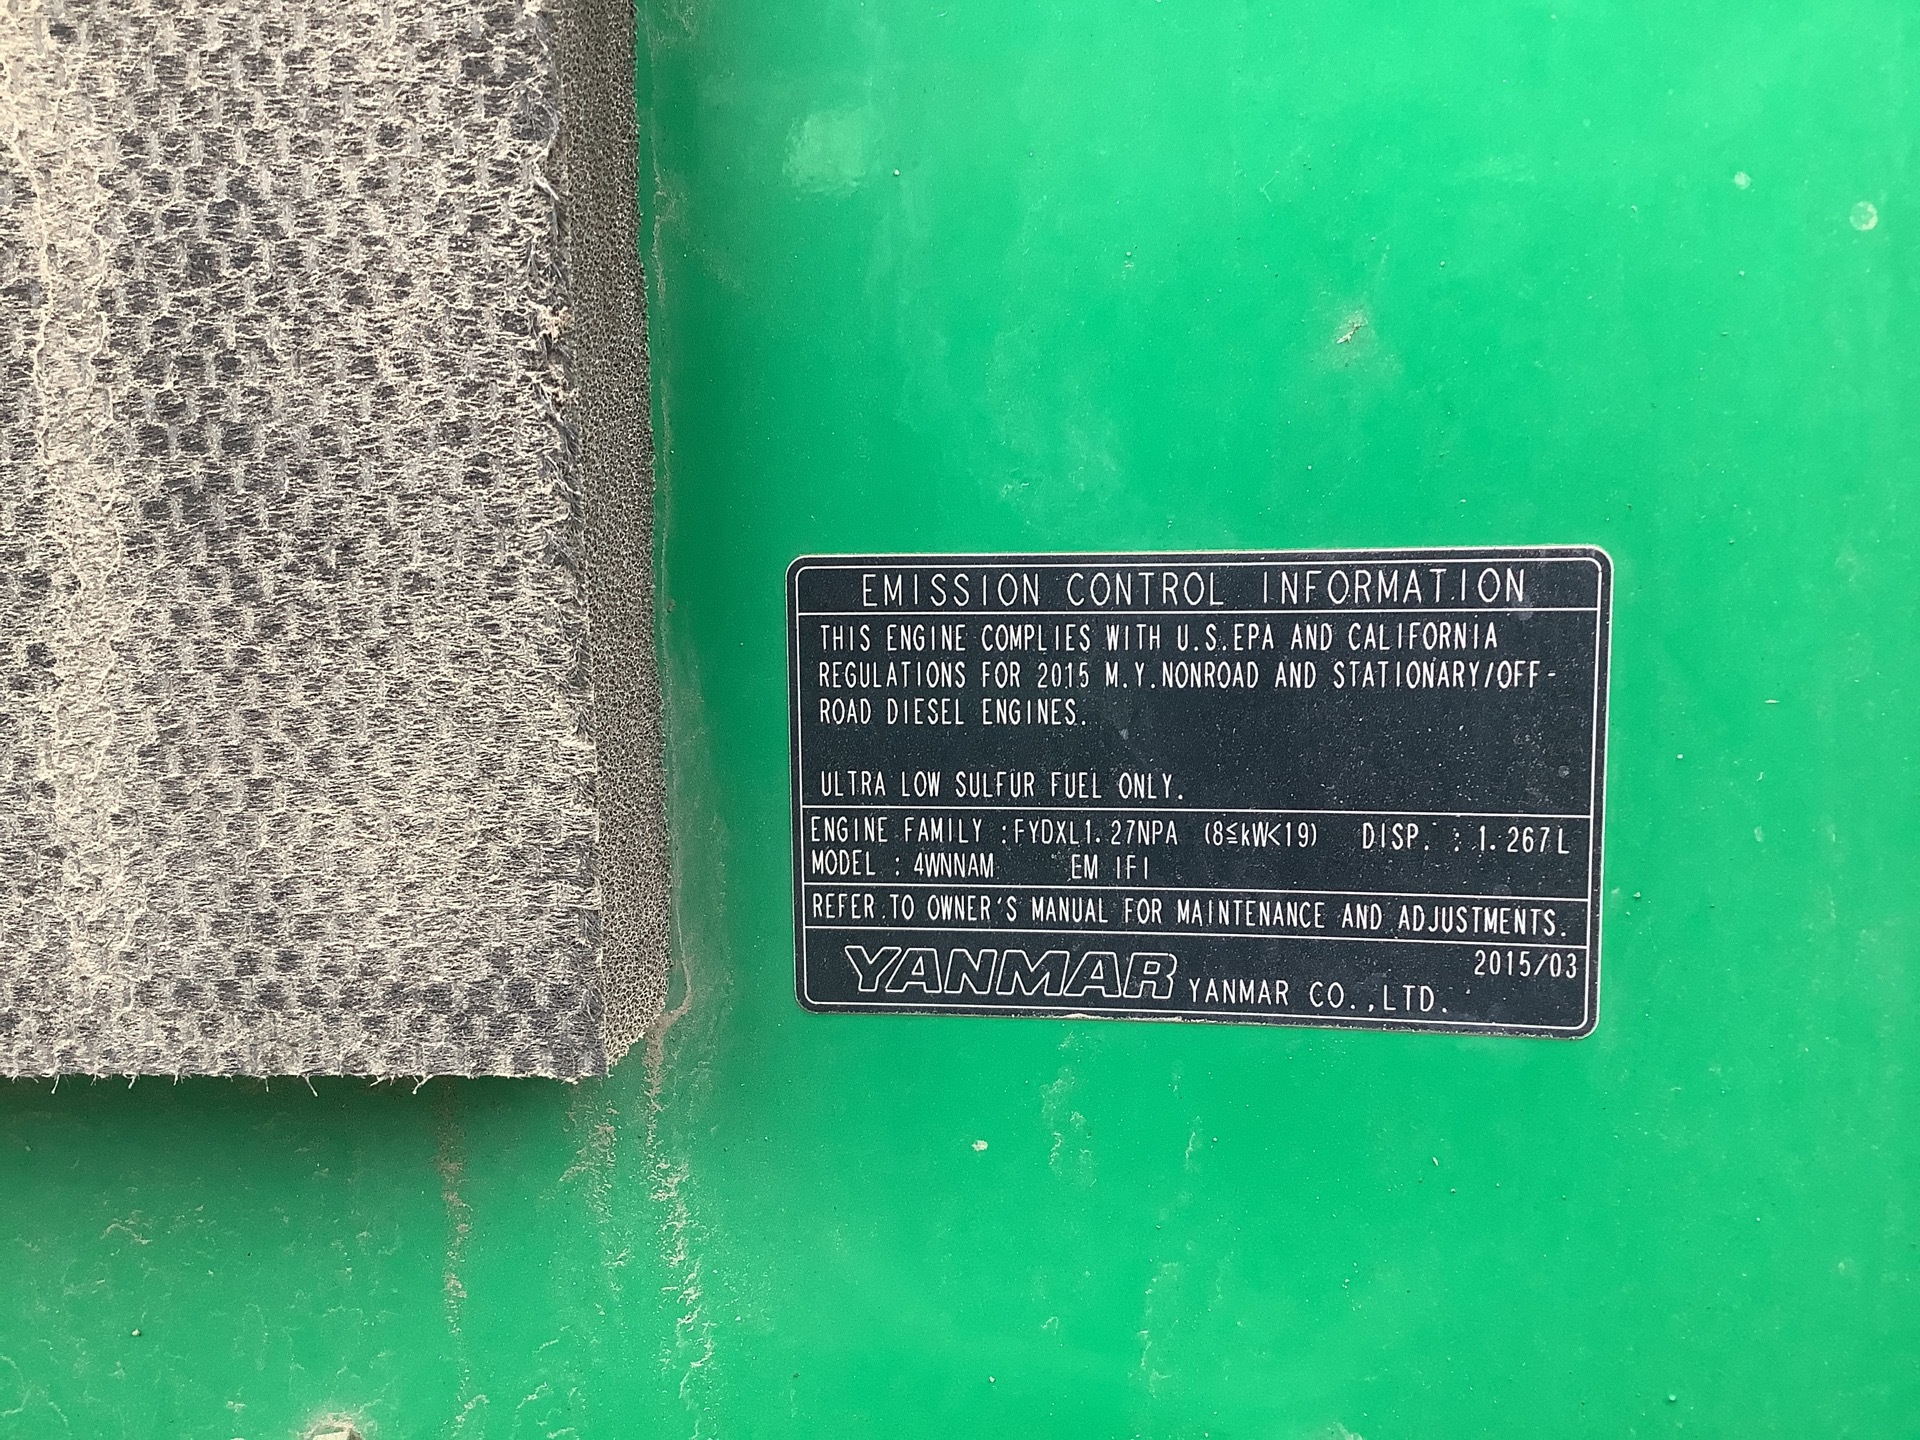 EMISSION CONTROL INFORMATION
THIS ENGINE COMPLIES WITH U.S.EPA AND CALIFORNIA
REGULATIONS FOR 2015 M.Y.NONROAD AND STATIONARY/OFF-
ROAD DIESEL ENGINES.
ULTRA LOW SULFUR FUEL ONLY.
ENGINE FAMILY :FYDXL1.27NPA (8≦kW<19) DISP. : 1.267L
MODEL : 4WNNAM EM IFI
REFER TO OWNER'S MANUAL FOR MAINTENANCE AND ADJUSTMENTS.
2015/03
YANMAR YANMAR CO.,LTD.